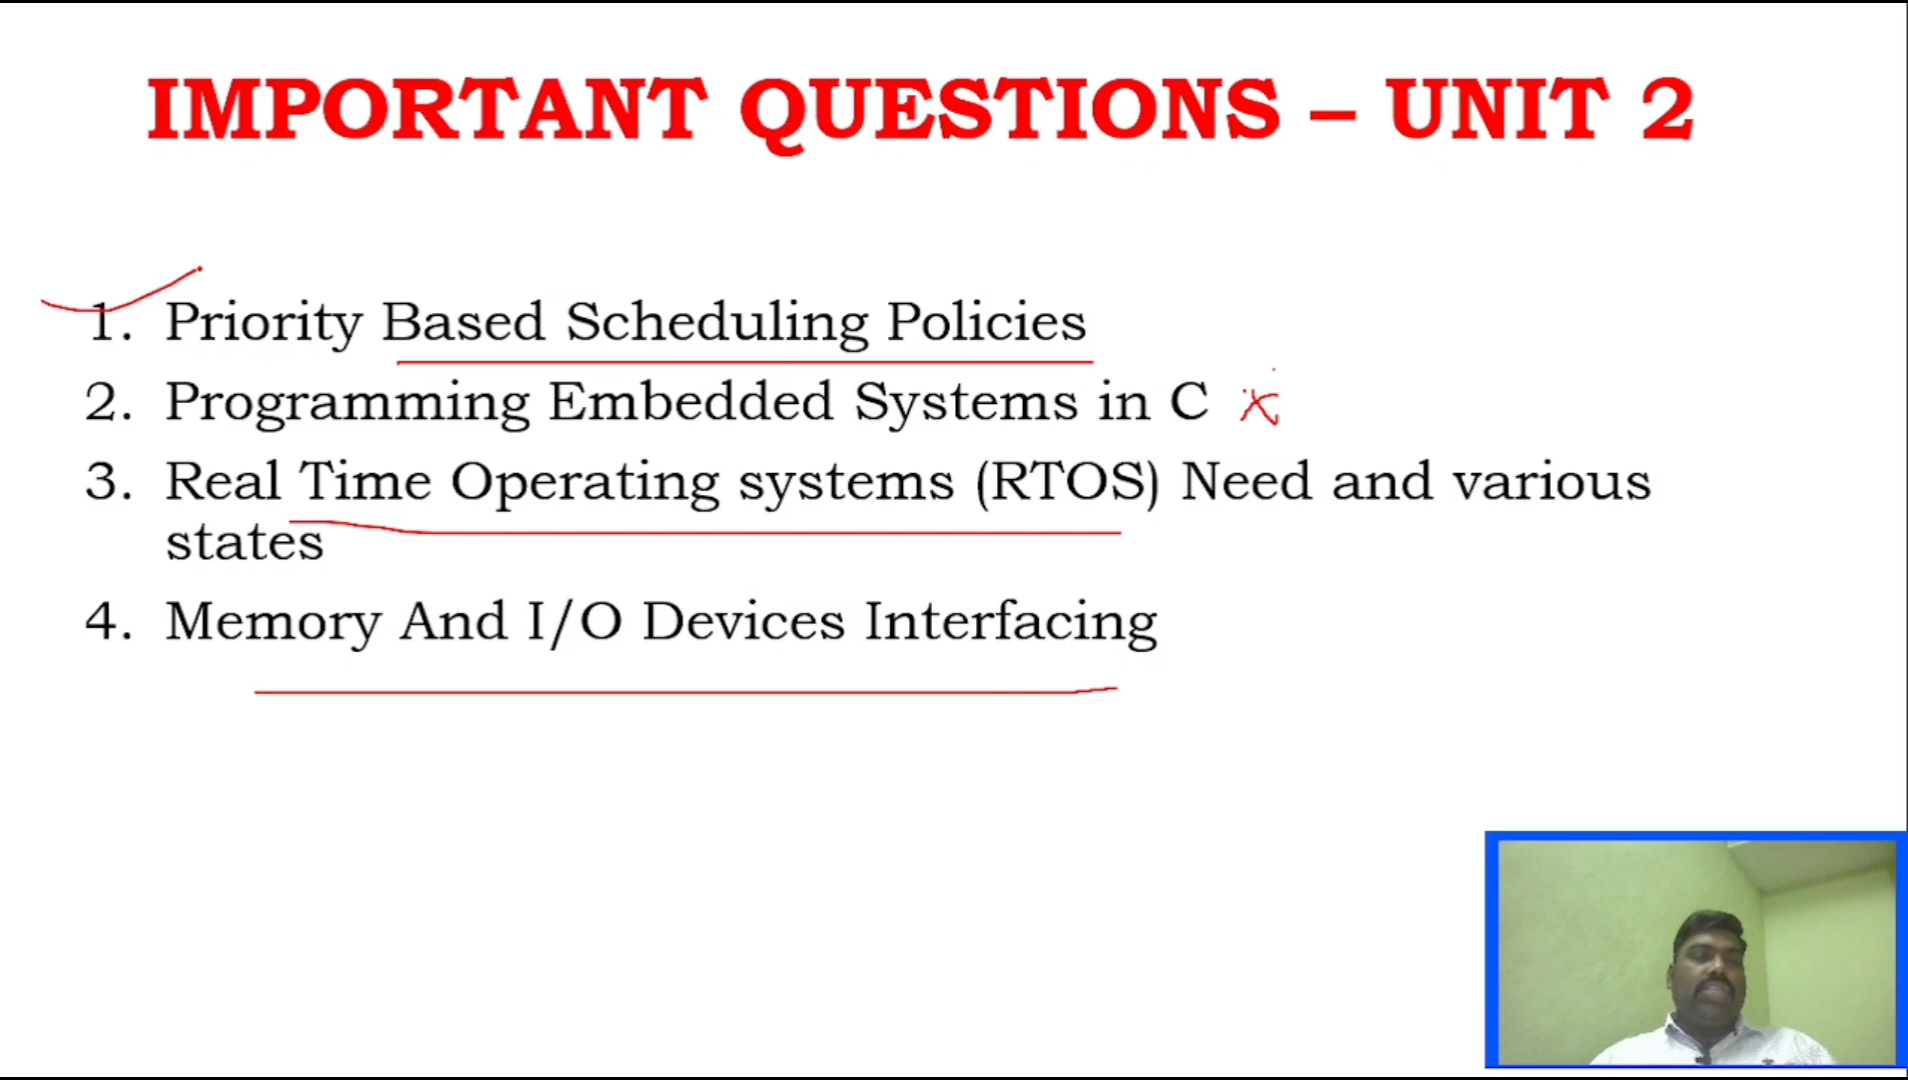 IMPORTANT QUESTIONS – UNIT 2
1. Priority Based Scheduling Policies
2. Programming Embedded Systems in C
3. Real Time Operating systems (RTOS) Need and various
states
4. Memory And I/O Devices Interfacing